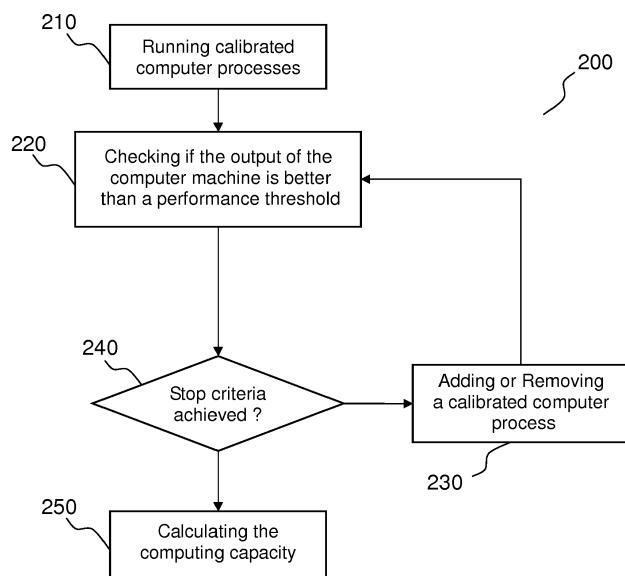 210
Running calibrated
computer processes
200
220
Checking if the output of the
computer machine is better
than a performance threshold
240
Stop criteria
achieved ?
Adding or Removing
a calibrated computer
process
230
250
Calculating the
computing capacity